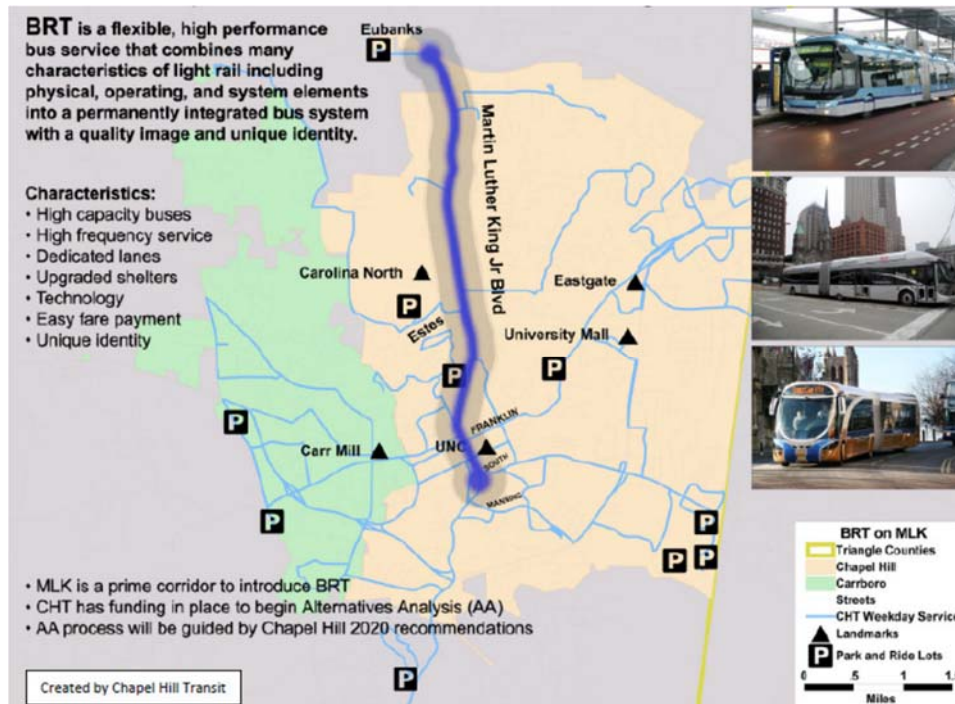 BRT is a flexible, high performance
bus service that combines many
characteristics of light rail including
physical, operating, and system elements
into a permanently integrated bus system
with a quality image and unique identity.
Characteristics:
• High capacity buses
• High frequency service
• Dedicated lanes
• Upgraded shelters
• Technology
• Easy fare payment
• Unique identity
Eubanks
P
Martin Luther King Jr Blvd
Carolina North
P
Estes
Eastgate
University Mall
P
P
P
FRANKLIN
Carr Mill
UNC
SOUTH
MANNING
P
P
P
P
P
• MLK is a prime corridor to introduce BRT
• CHT has funding in place to begin Alternatives Analysis (AA)
• AA process will be guided by Chapel Hill 2020 recommendations
Created by Chapel Hill Transit
BRT on MLK
Triangle Counties
Chapel Hill
Carrboro
Streets
CHT Weekday Service
Landmarks
P Park and Ride Lots
0 .5 1 1.5
Miles